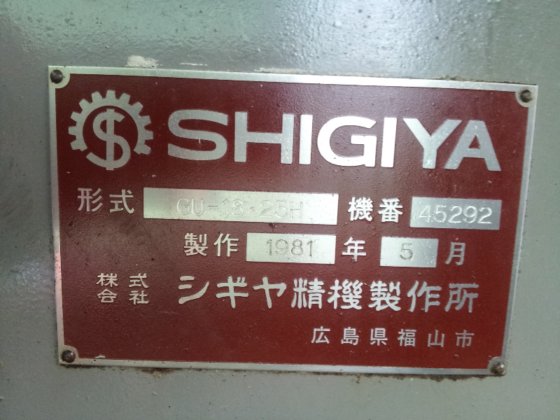 SHIGIYA
形式 GU-18・25H 機番 45292
製作 1981 年 5 月
株式会社 シギヤ精機製作所
広島県福山市